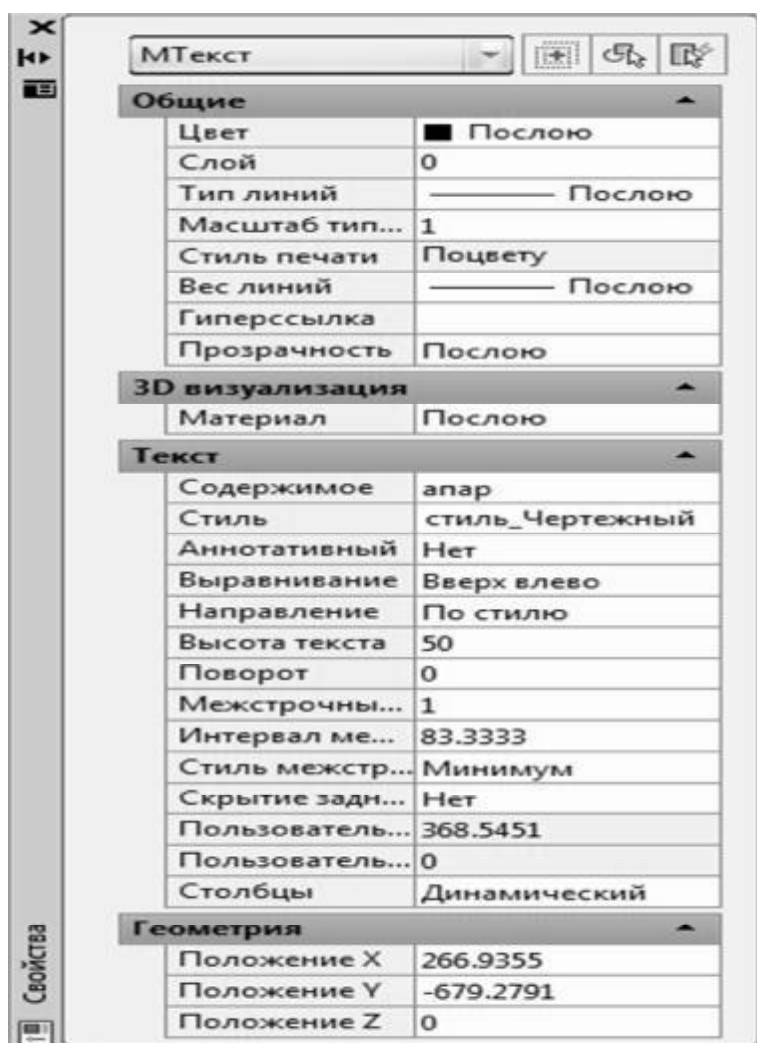 МТекст
Общие
Цвет Послою
Слой 0
Тип линий Послою
Масштаб тип... 1
Стиль печати Поцвету
Вес линий Послою
Гиперссылка
Прозрачность Послою
3D визуализация
Материал Послою
Текст
Содержимое апар
Стиль стиль_Чертежный
Аннотативный Нет
Выравнивание Вверх влево
Направление По стилю
Высота текста 50
Поворот 0
Межстрочны... 1
Интервал ме... 83.3333
Стиль межстр... Минимум
Скрытие задн... Нет
Пользователь... 368.5451
Пользователь... 0
Столбцы Динамический
Геометрия
Положение X 266.9355
Положение Y -679.2791
Положение Z 0
Свойства